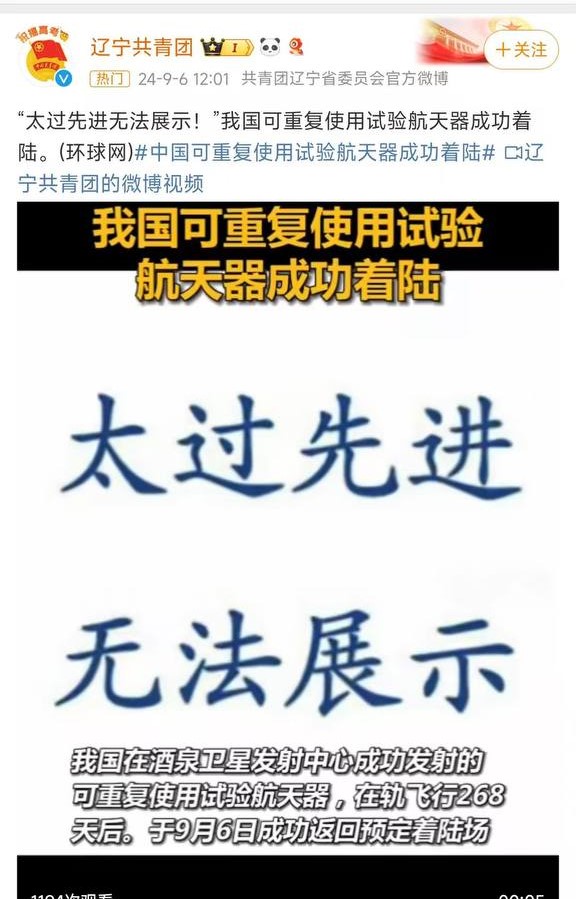 祝福高考
辽宁共青团 I
+关注
热门 24-9-6 12:01 共青团辽宁省委员会官方微博
“太过先进无法展示！”我国可重复使用试验航天器成功着
陆。(环球网)#中国可重复使用试验航天器成功着陆# 辽
宁共青团的微博视频
我国可重复使用试验
航天器成功着陆
太过先进
无法展示
我国在酒泉卫星发射中心成功发射的
可重复使用试验航天器，在轨飞行268
天后。于9月6日成功返回预定着陆场